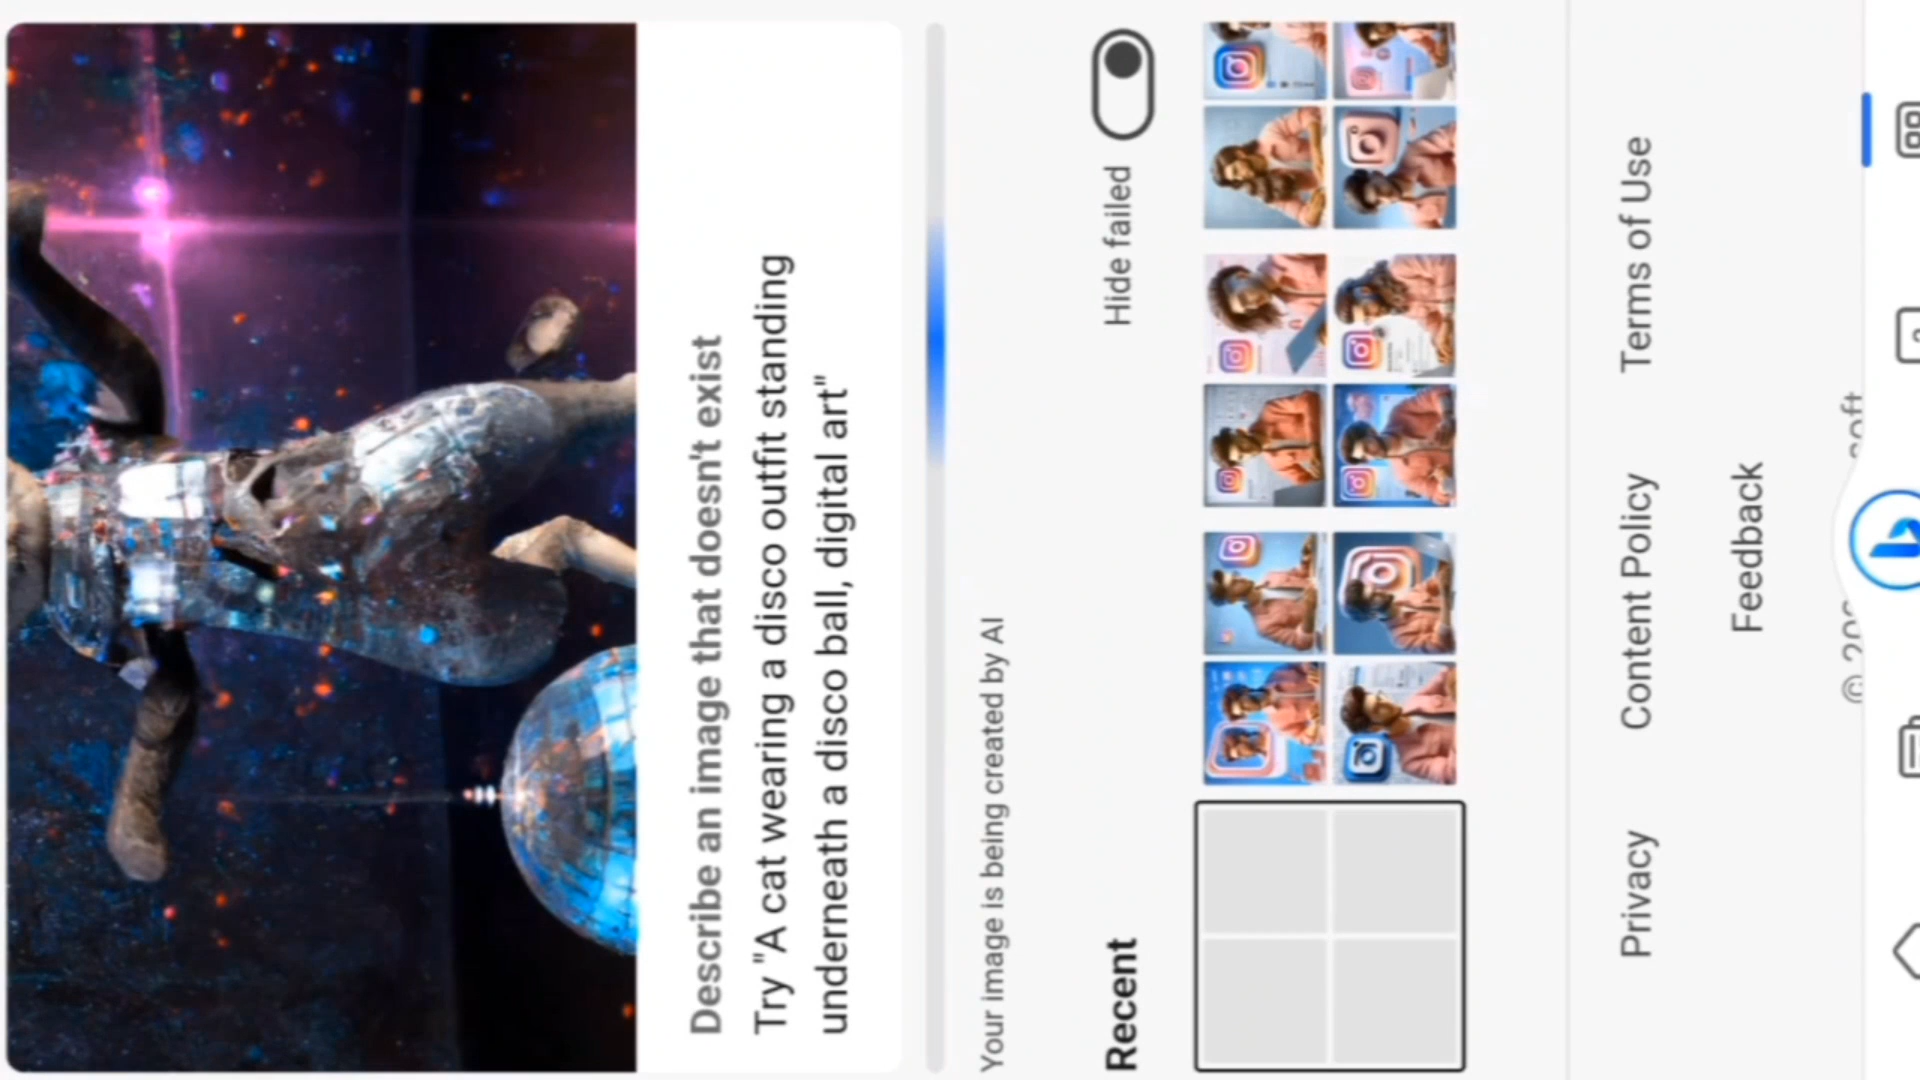 Describe an image that doesn't exist
Try "A cat wearing a disco outfit standing
underneath a disco ball, digital art"
Your image is being created by AI
Recent
Hide failed
Privacy
Content Policy
Terms of Use
Feedback